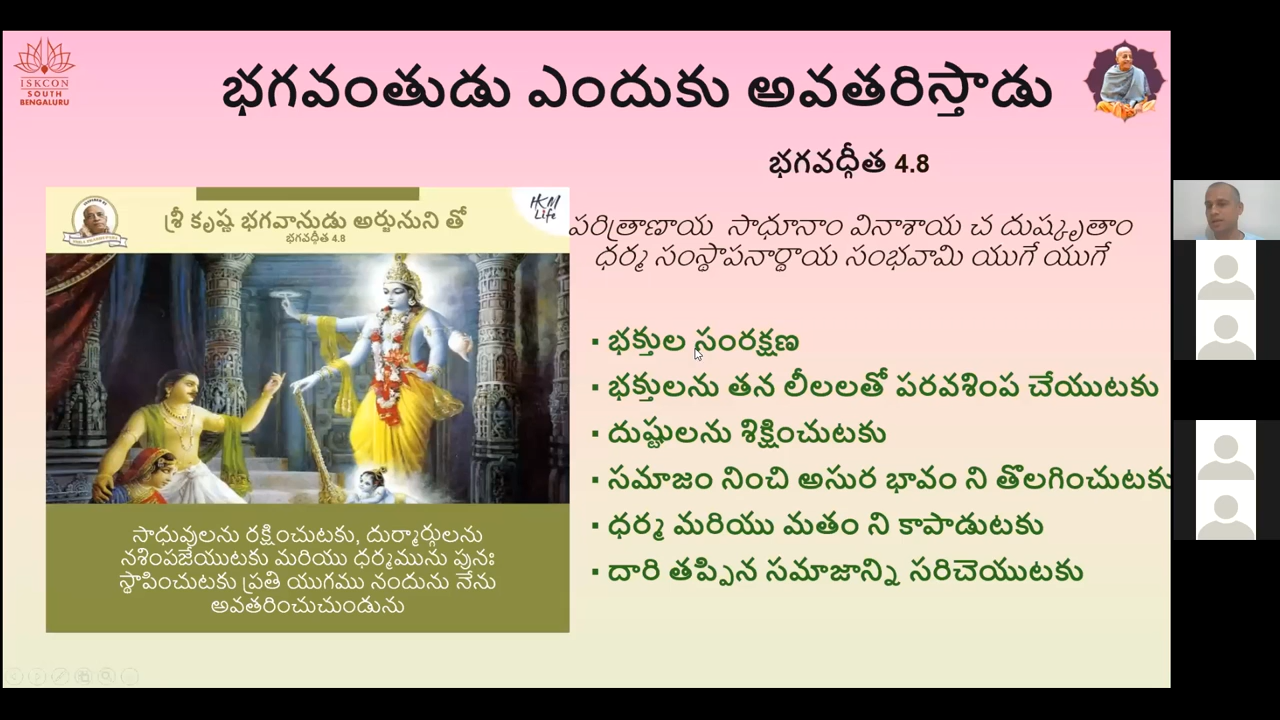 ISKCON
SOUTH
BENGALURU
భగవంతుడు ఎందుకు అవతరిస్తాడు
భగవద్గీత 4.8
శ్రీ కృష్ణ భగవానుడు అర్జునుని తో
భగవద్గీత 4.8
HKM
Life
పరిత్రాణాయ సాధూనాం వినాశాయ చ దుష్కృతాం
ధర్మ సంస్థాపనార్థాయ సంభవామి యుగే యుగే
▪ భక్తుల సంరక్షణ
▪ భక్తులను తన లీలలతో పరవశింప చేయుటకు
▪ దుష్టులను శిక్షించుటకు
▪ సమాజం నించి అసుర భావం ని తొలగించుటకు
▪ ధర్మ మరియు మతం ని కాపాడుటకు
▪ దారి తప్పిన సమాజాన్ని సరిచెయుటకు
సాధువులను రక్షించుటకు, దుర్మార్గులను
నశింపజేయుటకు మరియు ధర్మమును పునః
స్థాపించుటకు ప్రతి యుగము నందును నేను
అవతరించుచుండును